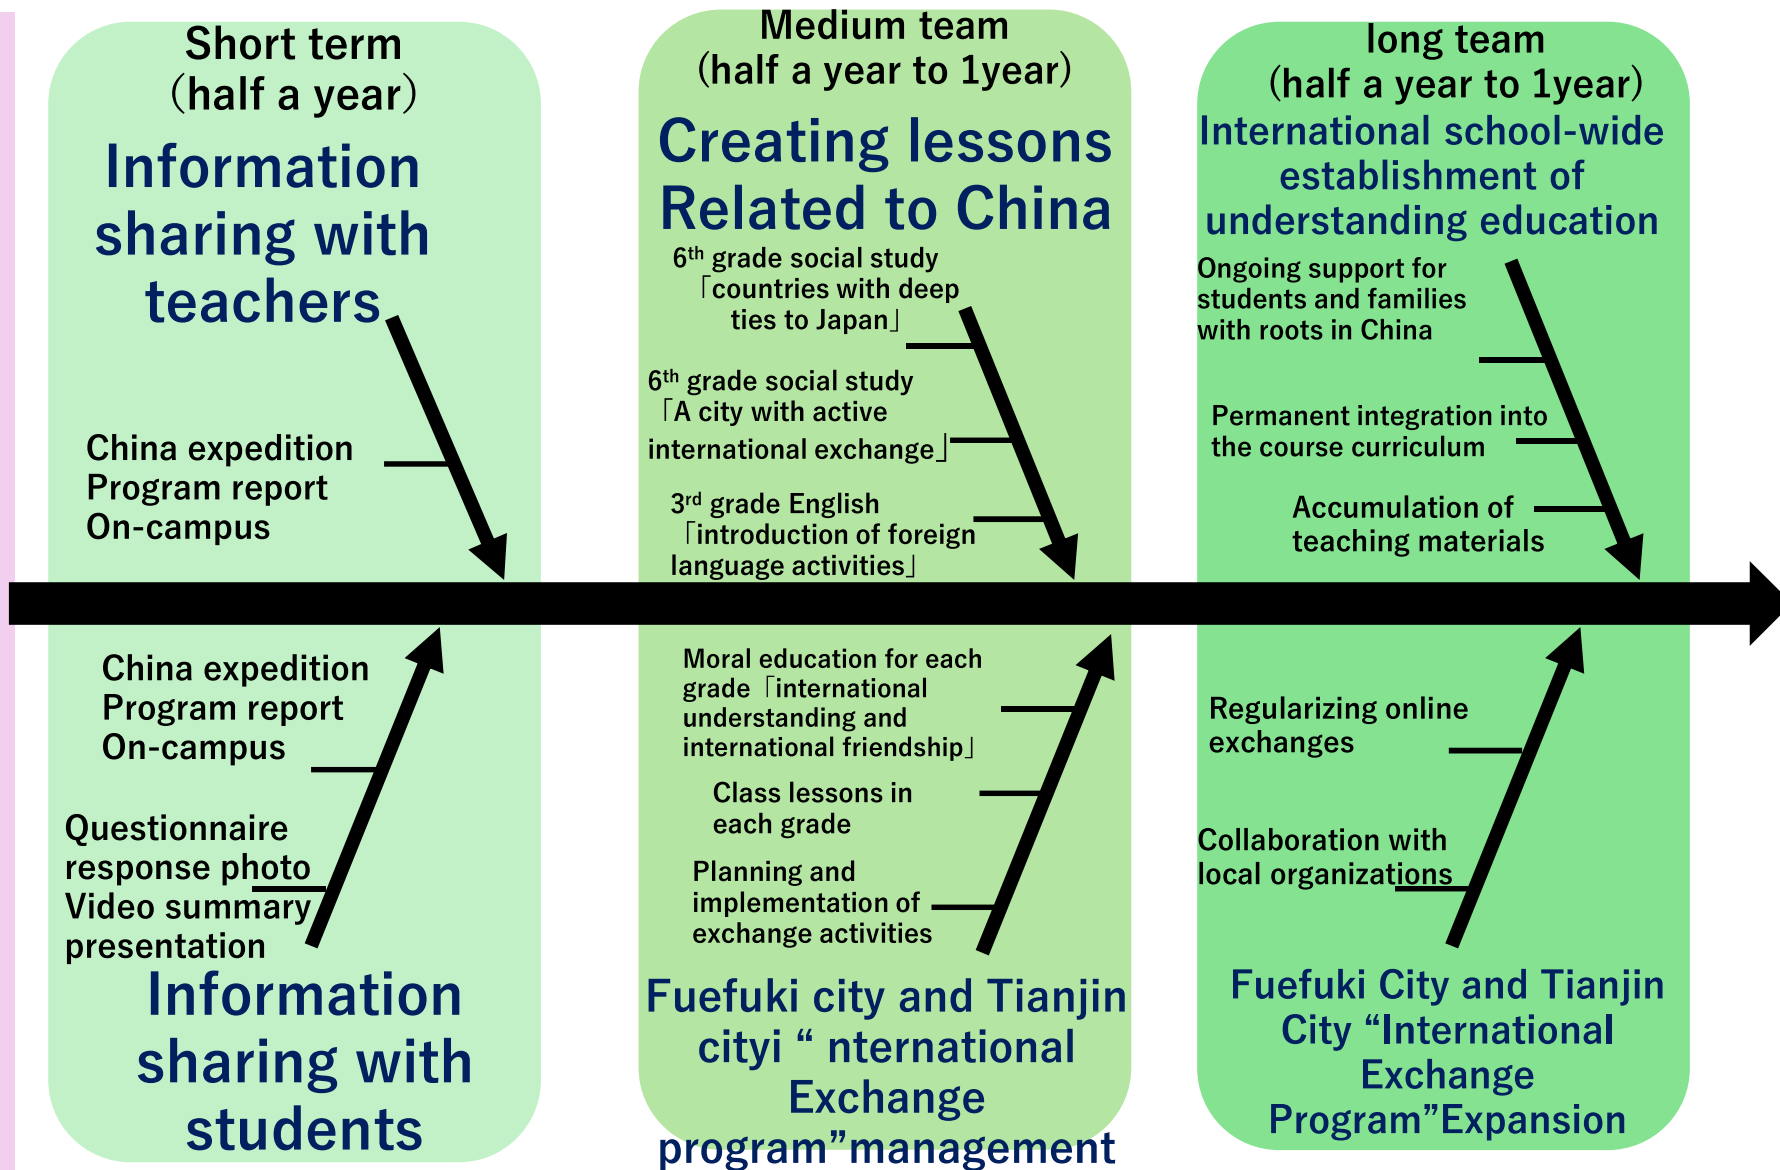 Short term
(half a year）
Information
sharing with
teachers
China expedition
Program report
On-campus
China expedition
Program report
On-campus
Questionnaire
response photo
Video summary
presentation
Information
sharing with
students
Medium team
(half a year to 1year)
Creating lessons
Related to China
6th grade social study
「countries with deep
ties to Japan」
6th grade social study
「A city with active
international exchange」
3rd grade English
「introduction of foreign
language activities」
Moral education for each
grade「international
understanding and
international friendship」
Class lessons in
each grade
Planning and
implementation of
exchange activities
Fuefuki city and Tianjin
cityi “ nternational
Exchange
program”management
long team
(half a year to 1year)
International school-wide
establishment of
understanding education
Ongoing support for
students and families
with roots in China
Permanent integration into
the course curriculum
Accumulation of
teaching materials
Regularizing online
exchanges
Collaboration with
local organizations
Fuefuki City and Tianjin
City “International
Exchange
Program”Expansion